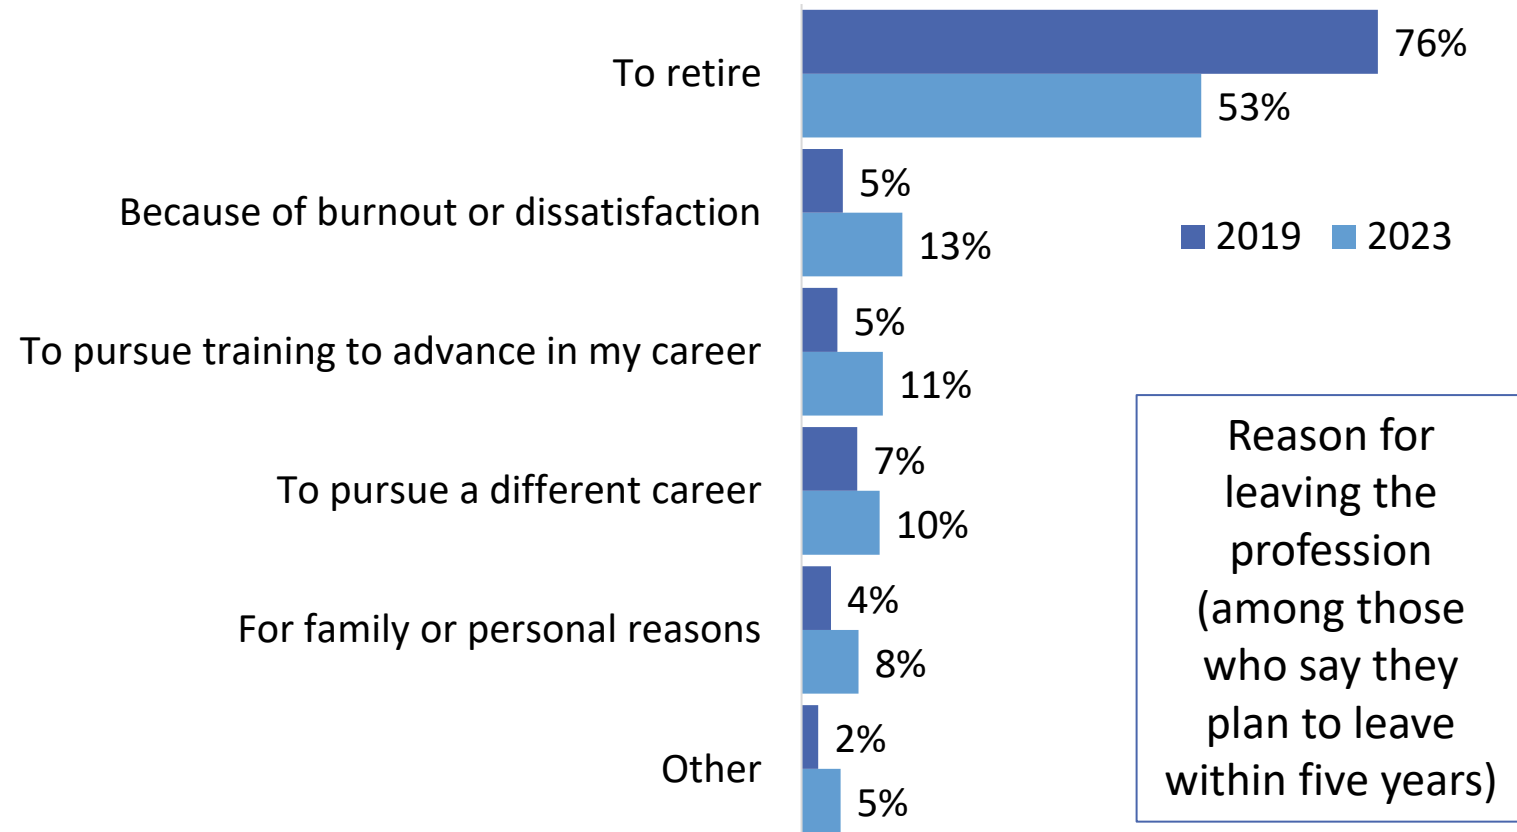 To retire
76%
53%
Because of burnout or dissatisfaction
5%
13%
2019 2023
To pursue training to advance in my career
5%
11%
To pursue a different career
7%
10%
For family or personal reasons
4%
8%
Other
2%
5%
Reason for
leaving the
profession
(among those
who say they
plan to leave
within five years)